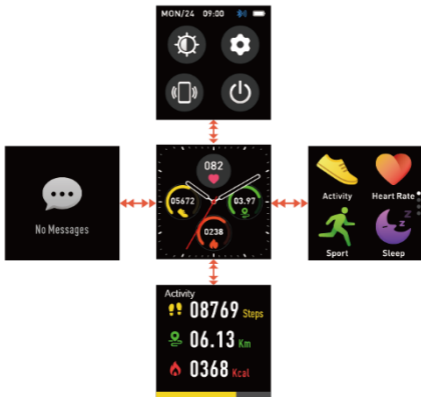 MON/24 09:00
082
05672
03.97
0238
No Messages
Activity Heart Rate
Sport Sleep
z z
Activity
08769 Steps
06.13 Km
0368 Kcal